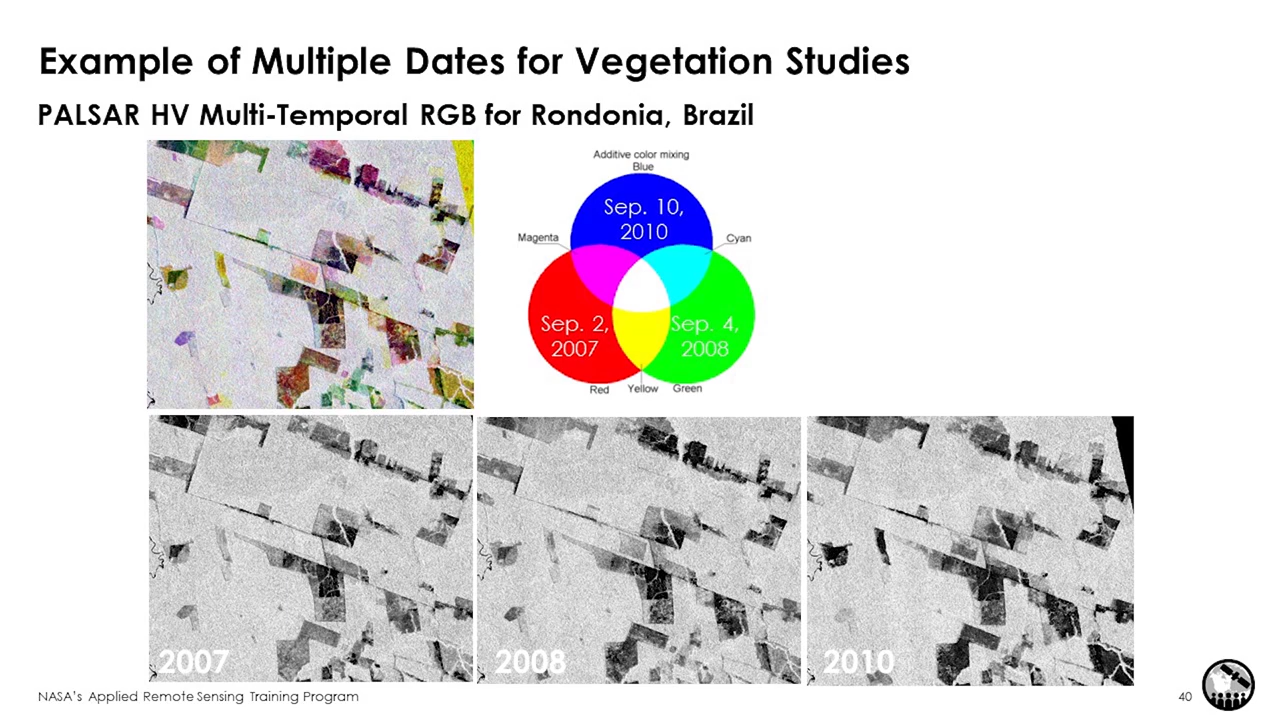 Example of Multiple Dates for Vegetation Studies
PALSAR HV Multi-Temporal RGB for Rondonia, Brazil
Additive color mixing
Blue
Sep. 10,
2010
Magenta
Cyan
Sep. 2,
2007
Sep. 4,
2008
Red
Yellow
Green
2007
2008
2010
NASA's Applied Remote Sensing Training Program
40